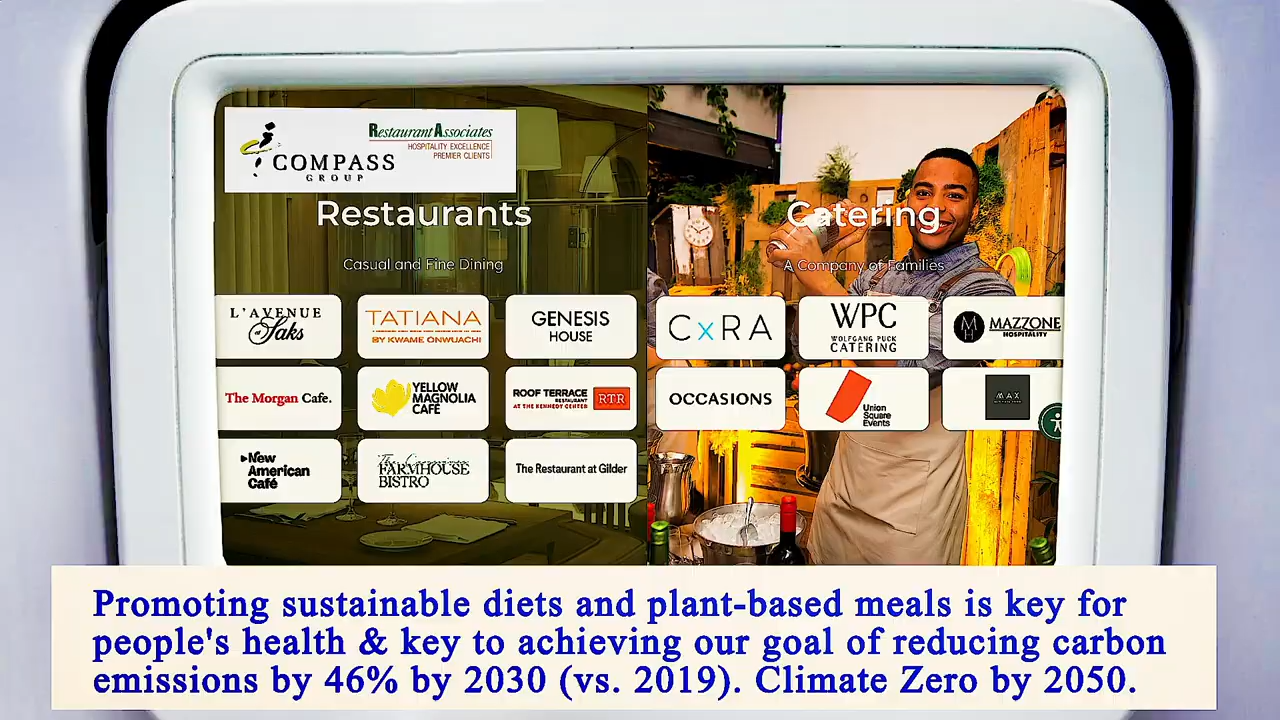 COMPASS
GROUP
Restaurant Associates
HOSPITALITY EXCELLENCE
PREMIER CLIENTS
Restaurants
Casual and Fine Dining
L'AVENUE
Saks
TATIANA
BY KWAME ONWUACHI
GENESIS
HOUSE
The Morgan Cafe.
YELLOW
MAGNOLIA
CAFÉ
ROOF TERRACE
RESTAURANT
AT THE KENNEDY CENTER
RTR
New
American
Café
FARMHOUSE
BISTRO
The Restaurant at Gilder
Catering
A Company of Families
CxRA
WPC
WOLFGANG PUCK
CATERING
MH
MAZZONE
HOSPITALITY
OCCASIONS
Union
Square
Events
MAX
Promoting sustainable diets and plant-based meals is key for
people's health & key to achieving our goal of reducing carbon
emissions by 46% by 2030 (vs. 2019). Climate Zero by 2050.